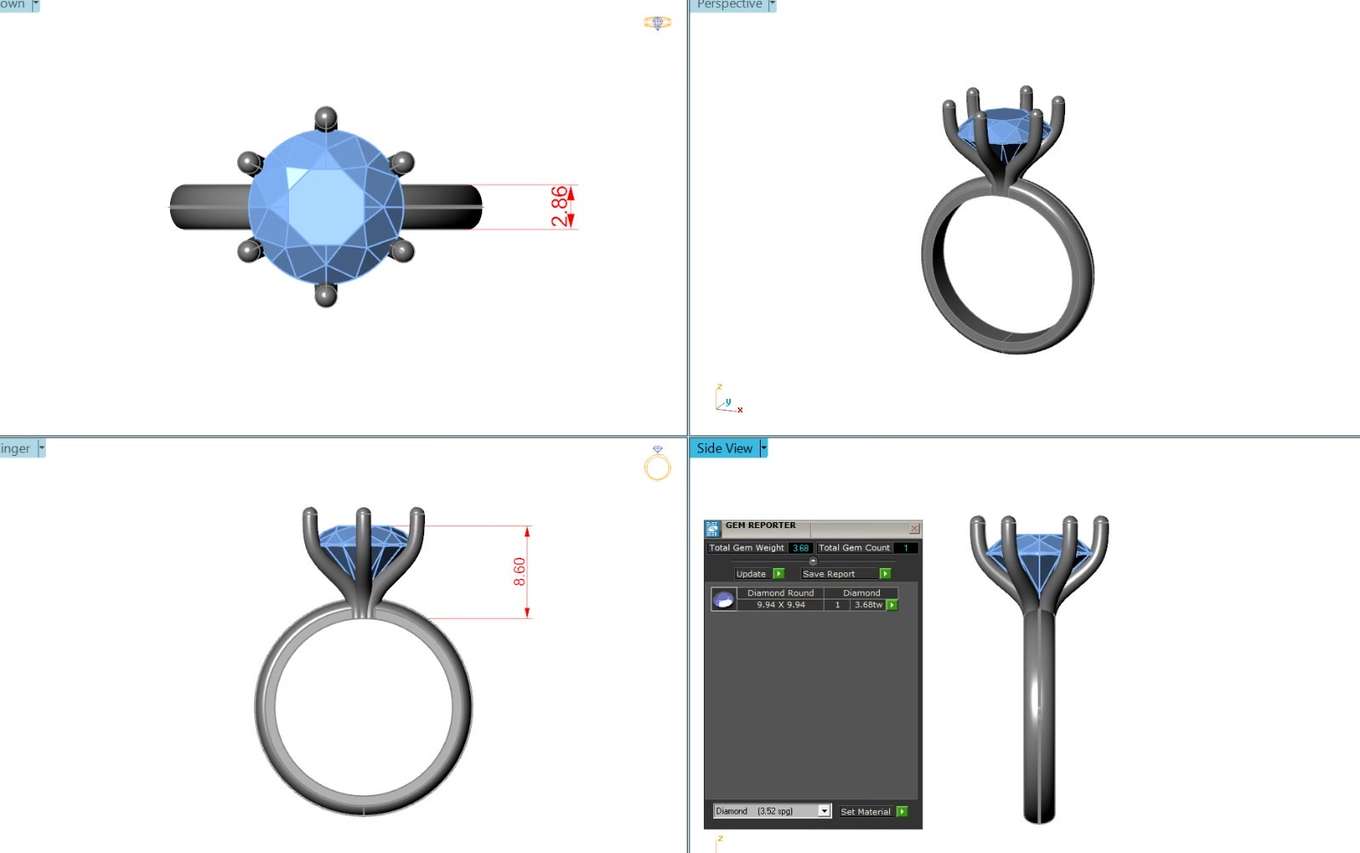 own
Perspective
2.86
z
y
x
inger
Side View
8.60
GEM REPORTER
Total Gem Weight 3.68 Total Gem Count 1
Update Save Report
Diamond Round Diamond
9.94 X 9.94 1 3.68tw
Diamond (3.52 spg) Set Material
z